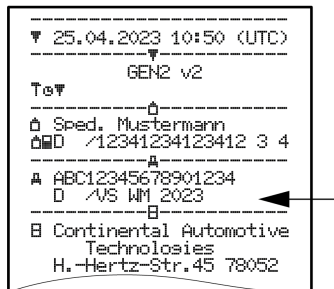 ▼ 25.04.2023 10:50 (UTC)
GEN2 v2
Sped. Mustermann
D /12341234123412 3 4
ABC12345678901234
D /VS WM 2023
Continental Automotive
Technologies
H.-Hertz-Str.45 78052